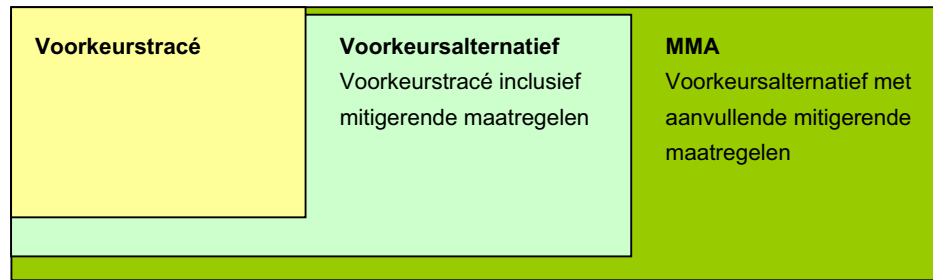 Voorkeurstracé
Voorkeursalternatief
Voorkeurstracé inclusief
mitigerende maatregelen
MMA
Voorkeursalternatief met
aanvullende mitigerende
maatregelen